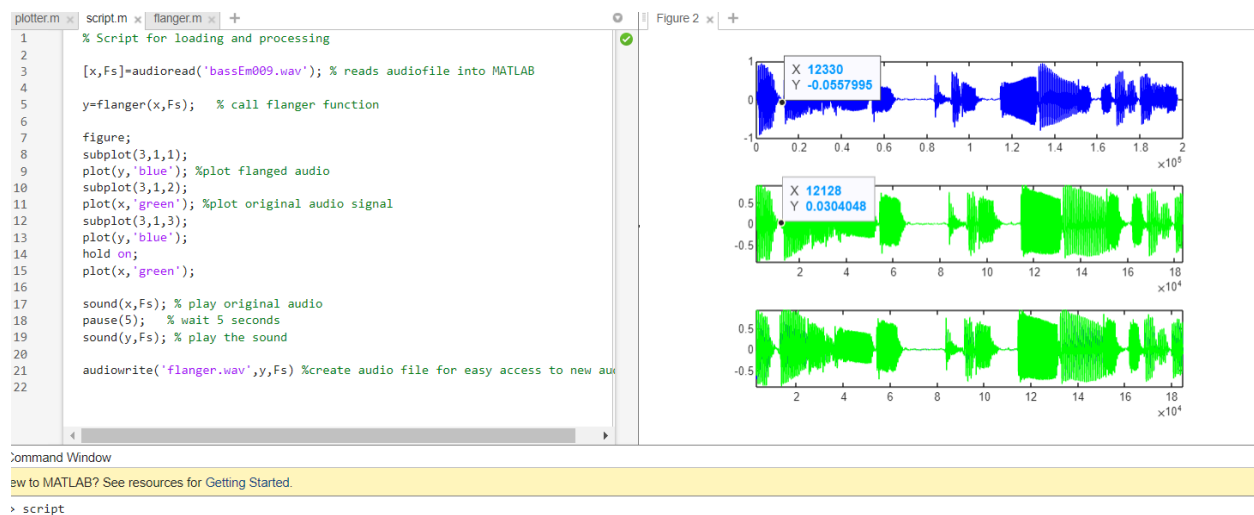 plotter.m × script.m × flanger.m × +
Figure 2 × +
1 % Script for loading and processing
2
3 [x,Fs]=audioread('bassEm009.wav'); % reads audiofile into MATLAB
4
5 y=flanger(x,Fs); % call flanger function
6
7 figure;
8 subplot(3,1,1);
9 plot(y,'blue'); %plot flanged audio
10 subplot(3,1,2);
11 plot(x,'green'); %plot original audio signal
12 subplot(3,1,3);
13 plot(y,'blue');
14 hold on;
15 plot(x,'green');
16
17 sound(x,Fs); % play original audio
18 pause(5); % wait 5 seconds
19 sound(y,Fs); % play the sound
20
21 audiowrite('flanger.wav',y,Fs) %create audio file for easy access to new au
22
X 12330
Y -0.0557995
1
0
-1
0 0.2 0.4 0.6 0.8 1 1.2 1.4 1.6 1.8 2
×10⁵
X 12128
Y 0.0304048
0.5
0
-0.5
2 4 6 8 10 12 14 16 18
×10⁴
0.5
0
-0.5
2 4 6 8 10 12 14 16 18
×10⁴
ommand Window
ew to MATLAB? See resources for Getting Started.
> script